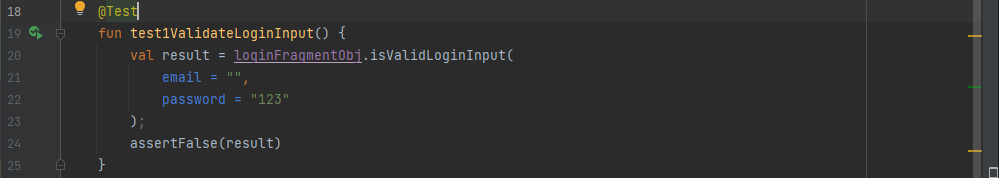 18 @Test
19 fun test1ValidateLoginInput() {
20 val result = loginFragmentObj.isValidLoginInput(
21 email = "",
22 password = "123"
23 );
24 assertFalse(result)
25 }